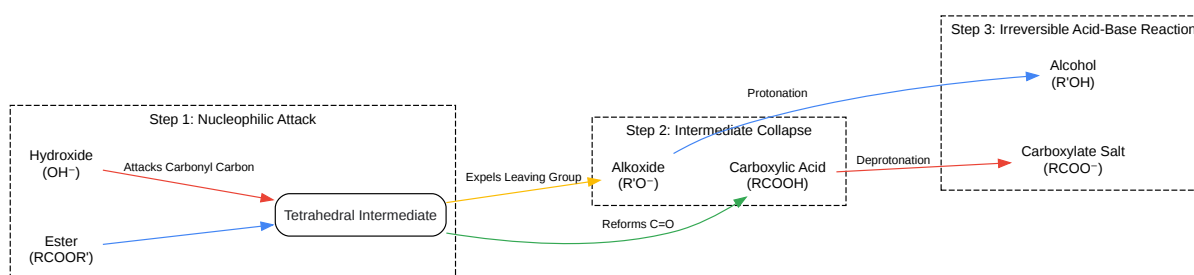 Step 1: Nucleophilic Attack
Hydroxide
(OH⁻)
Attacks Carbonyl Carbon
Tetrahedral Intermediate
Ester
(RCOOR')
Expels Leaving Group
Reforms C=O
Step 2: Intermediate Collapse
Alkoxide
(R'O⁻)
Carboxylic Acid
(RCOOH)
Protonation
Deprotonation
Step 3: Irreversible Acid-Base Reaction
Alcohol
(R'OH)
Carboxylate Salt
(RCOO⁻)